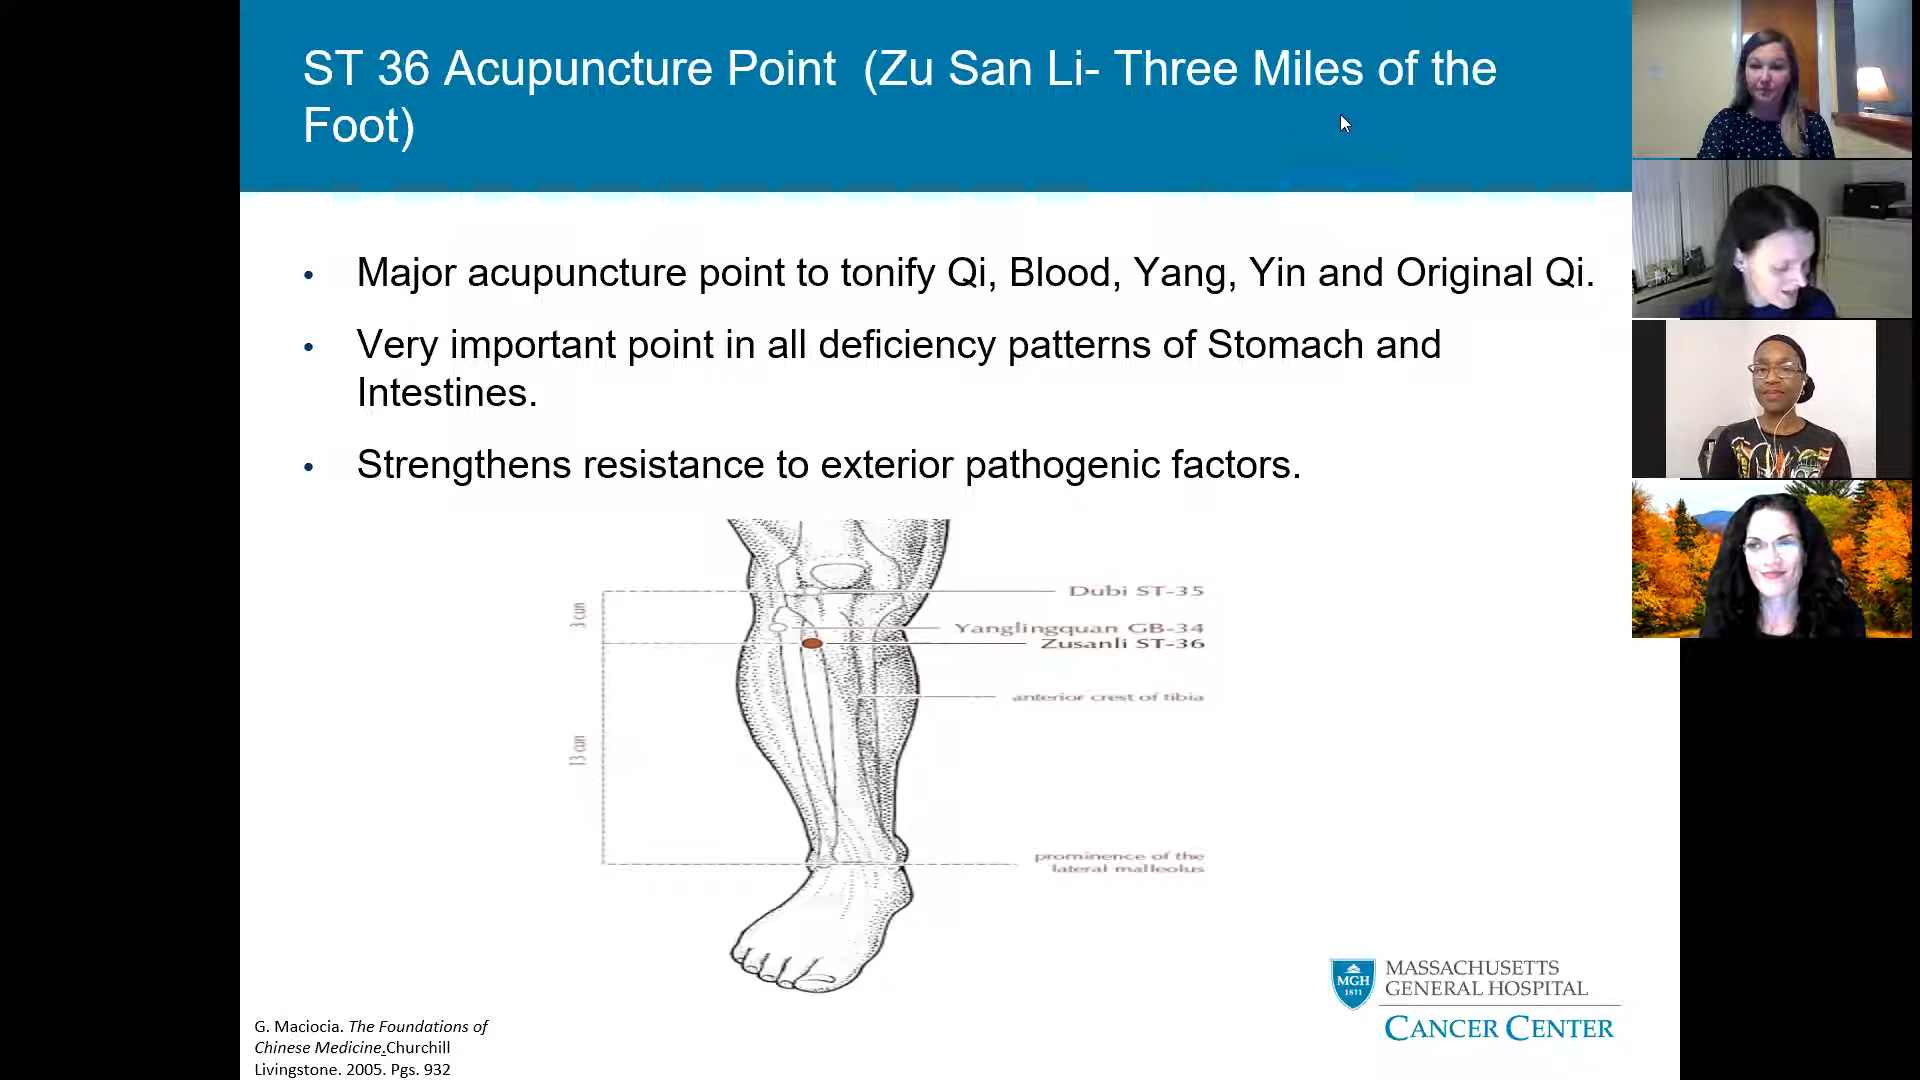 ST 36 Acupuncture Point (Zu San Li- Three Miles of the
Foot)
• Major acupuncture point to tonify Qi, Blood, Yang, Yin and Original Qi.
• Very important point in all deficiency patterns of Stomach and
Intestines.
• Strengthens resistance to exterior pathogenic factors.
Dubi ST-35
3 cun
Yanglingquan GB-34
Zusanli ST-36
anterior crest of tibia
13 cun
prominence of the
lateral malleolus
MGH
1811
MASSACHUSETTS
GENERAL HOSPITAL
CANCER CENTER
G. Maciocia. The Foundations of
Chinese Medicine.Churchill
Livingstone. 2005. Pgs. 932